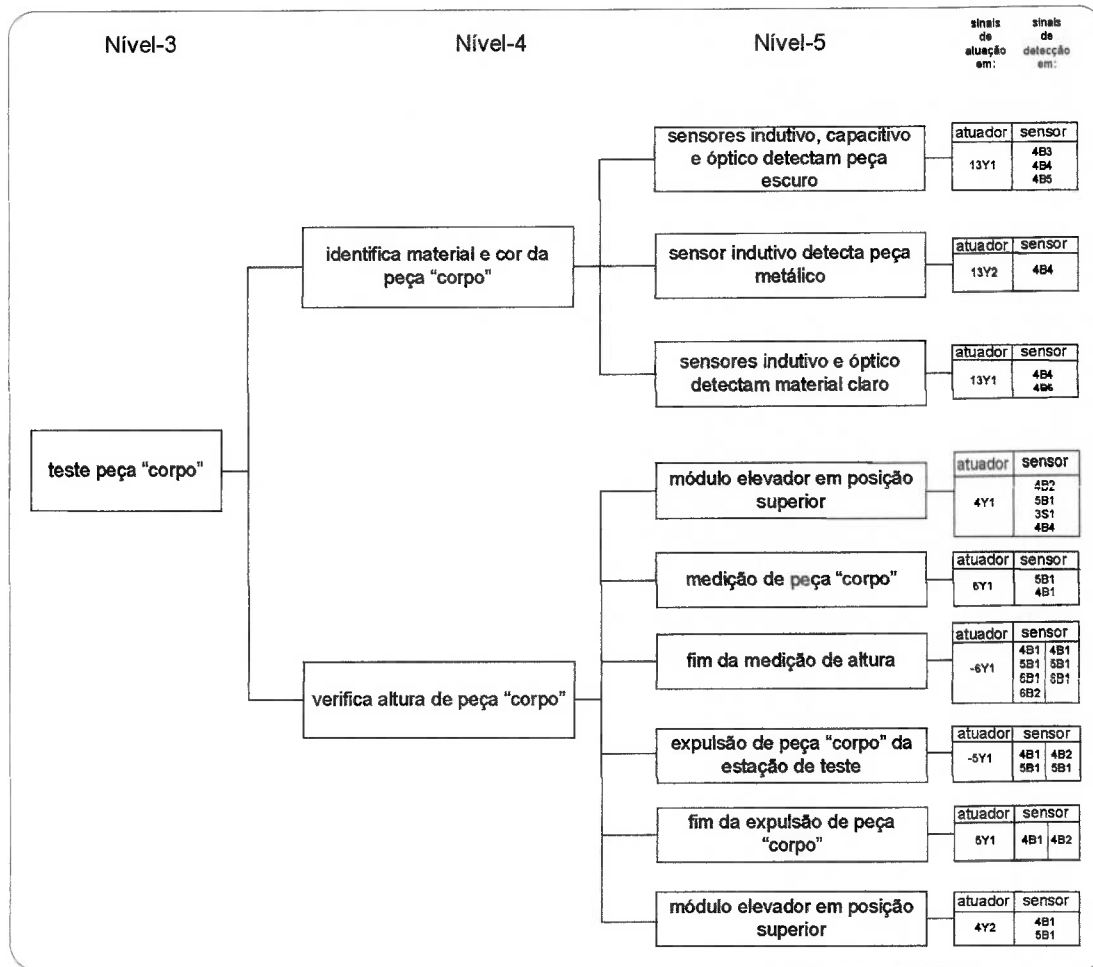 Nível-3
Nível-4
Nível-5
sinais
de
atuação
em:
sinais
de
detecção
em:
sensores indutivo, capacitivo
e óptico detectam peça
escuro
atuador sensor
13Y1
4B3
4B4
4B5
identifica material e cor da
peça “corpo”
sensor indutivo detecta peça
metálico
atuador sensor
13Y2 4B4
sensores indutivo e óptico
detectam material claro
atuador sensor
13Y1
4B4
teste peça “corpo”
módulo elevador em posição
superior
atuador sensor
4Y1
4B2
5B1
3S1
4B4
medição de peça “corpo”
atuador sensor
6Y1
5B1
4B1
verifica altura de peça “corpo”
fim da medição de altura
atuador sensor
-6Y1
4B1 4B1
5B1 5B1
6B1 6B1
6B2
expulsão de peça “corpo” da
estação de teste
atuador sensor
-5Y1
4B1 4B2
5B1 5B1
fim da expulsão de peça
“corpo”
atuador sensor
5Y1 4B1 4B2
módulo elevador em posição
superior
atuador sensor
4Y2
4B1
5B1